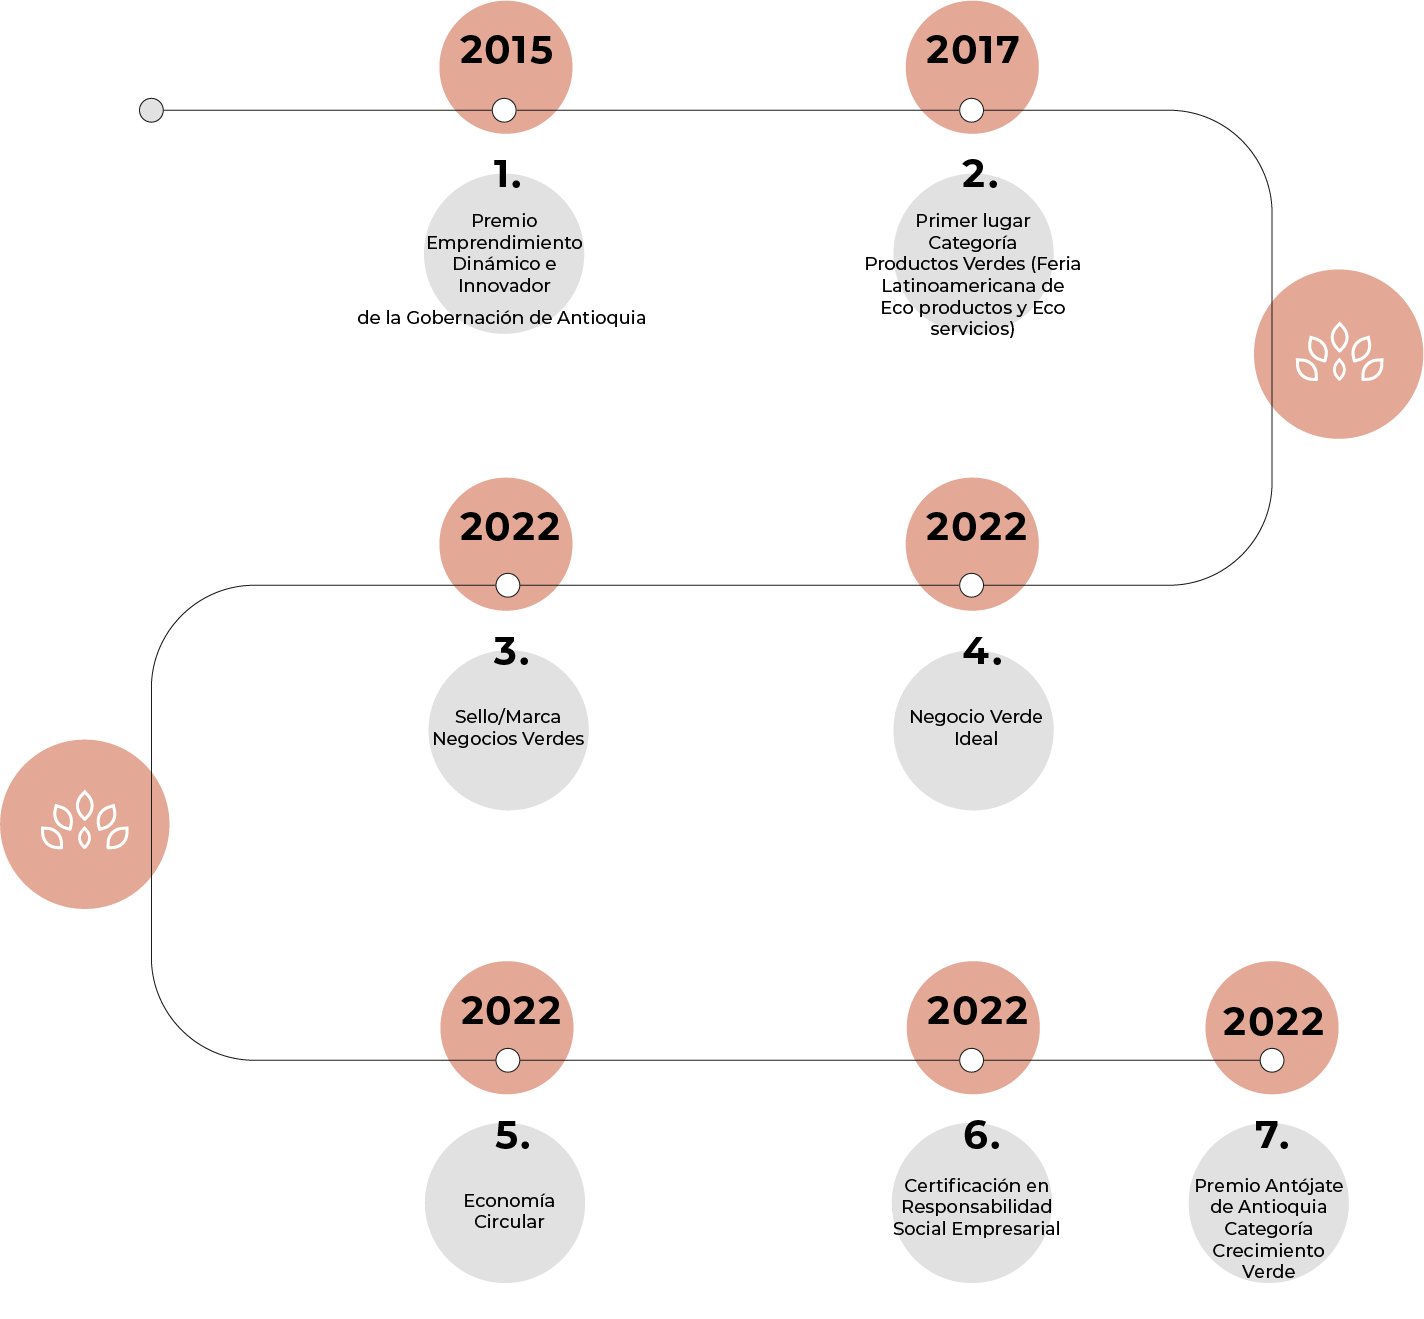 2015
1.
Premio
Emprendimiento
Dinámico e
Innovador
de la Gobernación de Antioquia
2017
2.
Primer lugar
Categoría
Productos Verdes (Feria
Latinoamericana de
Eco productos y Eco
servicios)
2022
3.
Sello/Marca
Negocios Verdes
2022
4.
Negocio Verde
Ideal
2022
5.
Economía
Circular
2022
6.
Certificación en
Responsabilidad
Social Empresarial
2022
7.
Premio Antójate
de Antioquia
Categoría
Crecimiento
Verde